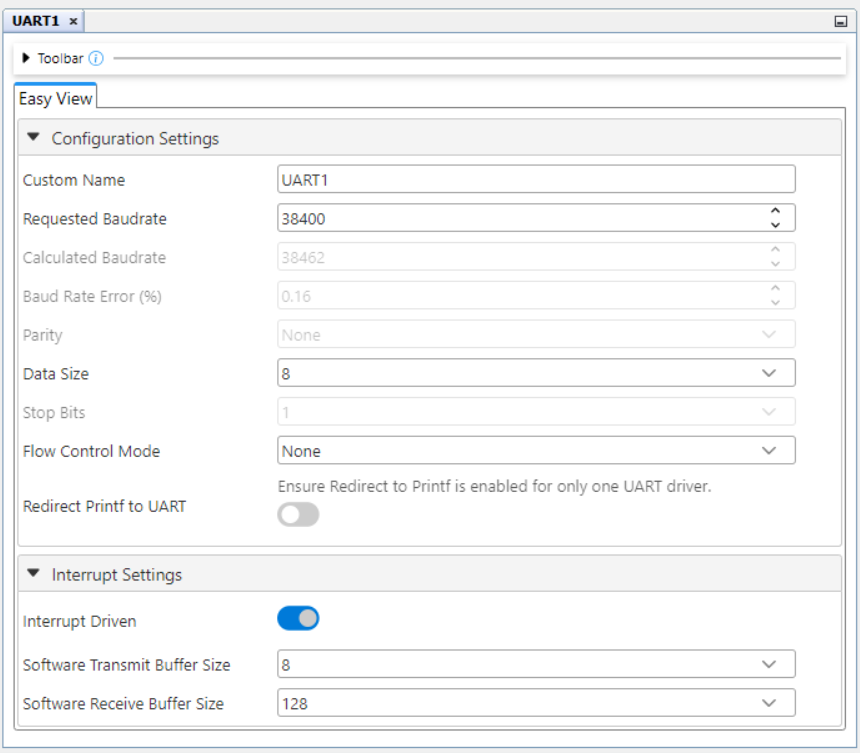 UART1 ×
Toolbar i
Easy View
Configuration Settings
Custom Name UART1
Requested Baudrate 38400
Calculated Baudrate 38462
Baud Rate Error (%) 0.16
Parity None
Data Size 8
Stop Bits 1
Flow Control Mode None
Ensure Redirect to Printf is enabled for only one UART driver.
Redirect Printf to UART
Interrupt Settings
Interrupt Driven
Software Transmit Buffer Size 8
Software Receive Buffer Size 128